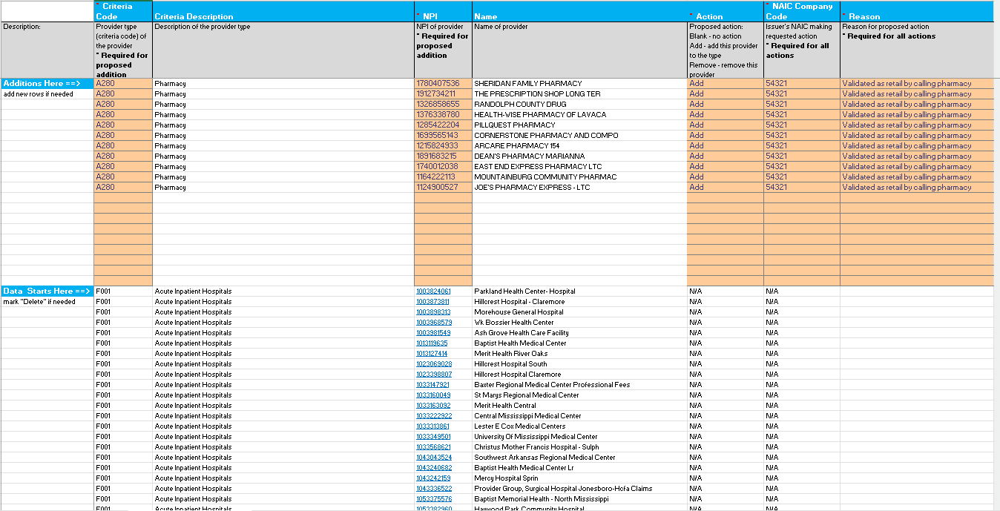 * Criteria Code Criteria Description * NPI Name * Action * NAIC Company Code * Reason
Description: Provider type (criteria code) of the provider * Required for proposed addition Description of the provider type NPI of provider * Required for proposed addition Name of provider Proposed action: Blank - no action Add - add this provider to the type Remove - remove this provider Issuer's NAIC making requested action * Required for all actions Reason for proposed action * Required for all actions
Additions Here ==> A280 Pharmacy 1780407536 SHERIDAN FAMILY PHARMACY Add 54321 Validated as retail by calling pharmacy
add new rows if needed A280 Pharmacy 1912734211 THE PRESCRIPTION SHOP LONG TER Add 54321 Validated as retail by calling pharmacy
A280 Pharmacy 1326858655 RANDOLPH COUNTY DRUG Add 54321 Validated as retail by calling pharmacy
A280 Pharmacy 1376338780 HEALTH-WISE PHARMACY OF LAVACA Add 54321 Validated as retail by calling pharmacy
A280 Pharmacy 1285422204 PILLQUEST PHARMACY Add 54321 Validated as retail by calling pharmacy
A280 Pharmacy 1699565143 CORNERSTONE PHARMACY AND COMPO Add 54321 Validated as retail by calling pharmacy
A280 Pharmacy 1215824933 ARCARE PHARMACY 154 Add 54321 Validated as retail by calling pharmacy
A280 Pharmacy 1891683215 DEAN'S PHARMACY MARIANNA Add 54321 Validated as retail by calling pharmacy
A280 Pharmacy 1740012038 EAST END EXPRESS PHARMACY LTC Add 54321 Validated as retail by calling pharmacy
A280 Pharmacy 1164222113 MOUNTAINBURG COMMUNITY PHARMAC Add 54321 Validated as retail by calling pharmacy
A280 Pharmacy 1124900527 JOE'S PHARMACY EXPRESS - LTC Add 54321 Validated as retail by calling pharmacy
Data Starts Here ==> F001 Acute Inpatient Hospitals 1003824061 Parkland Health Center- Hospital N/A N/A
mark "Delete" if needed F001 Acute Inpatient Hospitals 1003873811 Hillcrest Hospital - Claremore N/A N/A
F001 Acute Inpatient Hospitals 1003898313 Morehouse General Hospital N/A N/A
F001 Acute Inpatient Hospitals 1003968579 Wk Bossier Health Center N/A N/A
F001 Acute Inpatient Hospitals 1003981549 Ash Grove Health Care Facility N/A N/A
F001 Acute Inpatient Hospitals 1013119635 Baptist Health Medical Center N/A N/A
F001 Acute Inpatient Hospitals 1013127414 Merit Health River Oaks N/A N/A
F001 Acute Inpatient Hospitals 1023069028 Hillcrest Hospital South N/A N/A
F001 Acute Inpatient Hospitals 1023398807 Hillcrest Hospital Claremore N/A N/A
F001 Acute Inpatient Hospitals 1033147921 Baxter Regional Medical Center Professional Fees N/A N/A
F001 Acute Inpatient Hospitals 1033160049 St Marys Regional Medical Center N/A N/A
F001 Acute Inpatient Hospitals 1033163092 Merit Health Central N/A N/A
F001 Acute Inpatient Hospitals 1033222922 Central Mississippi Medical Center N/A N/A
F001 Acute Inpatient Hospitals 1033313861 Lester E Cox Medical Centers N/A N/A
F001 Acute Inpatient Hospitals 1033349501 University Of Mississippi Medical Center N/A N/A
F001 Acute Inpatient Hospitals 1033568621 Christus Mother Francis Hospital - Sulph N/A N/A
F001 Acute Inpatient Hospitals 1043043524 Southwest Arkansas Regional Medical Center N/A N/A
F001 Acute Inpatient Hospitals 1043240682 Baptist Health Medical Center Lr N/A N/A
F001 Acute Inpatient Hospitals 1043242159 Mercy Hospital Sprin N/A N/A
F001 Acute Inpatient Hospitals 1043336522 Provider Group, Surgical Hospital Jonesboro-Hcfa Claims N/A N/A
F001 Acute Inpatient Hospitals 1053375576 Baptist Memorial Health - North Mississippi N/A N/A
F001 Acute Inpatient Hospitals 1053382960 Haywood Park Community Hospital N/A N/A